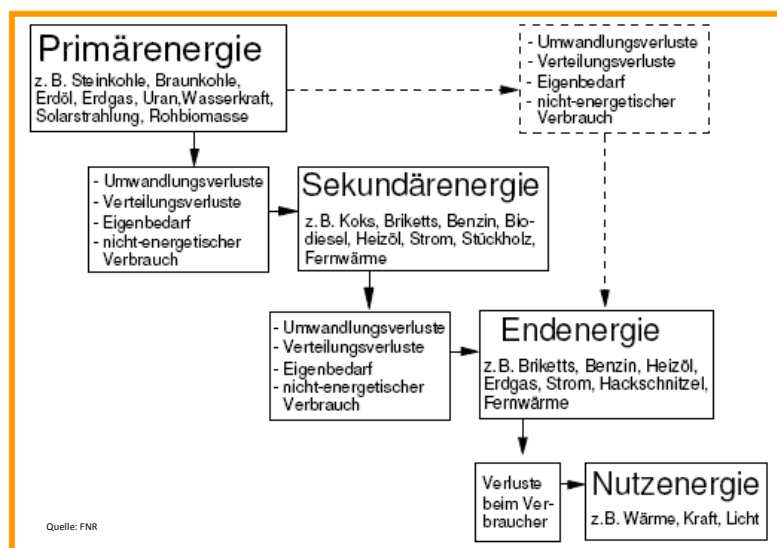 Primärenergie
z. B. Steinkohle, Braunkohle,
Erdöl, Erdgas, Uran,Wasserkraft,
Solarstrahlung, Rohbiomasse
- Umwandlungsverluste
- Verteilungsverluste
- Eigenbedarf
- nicht-energetischer
Verbrauch
- Umwandlungsverluste
- Verteilungsverluste
- Eigenbedarf
- nicht-energetischer
Verbrauch
Sekundärenergie
z. B. Koks, Briketts, Benzin, Bio-
diesel, Heizöl, Strom, Stückholz,
Fernwärme
- Umwandlungsverluste
- Verteilungsverluste
- Eigenbedarf
- nicht-energetischer
Verbrauch
Endenergie
z. B. Briketts, Benzin, Heizöl,
Erdgas, Strom, Hackschnitzel,
Fernwärme
Verluste
beim Ver-
braucher
Nutzenergie
z. B. Wärme, Kraft, Licht
Quelle: FNR